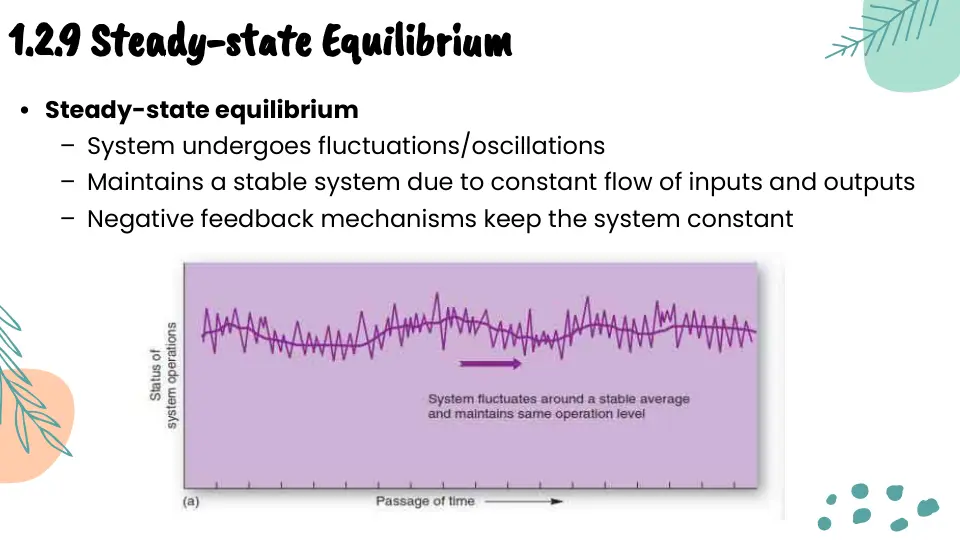 1.2.9 Steady-state Equilibrium
• Steady-state equilibrium
– System undergoes fluctuations/oscillations
– Maintains a stable system due to constant flow of inputs and outputs
– Negative feedback mechanisms keep the system constant
Status of
system operations
System fluctuates around a stable average
and maintains same operation level
(a)
Passage of time